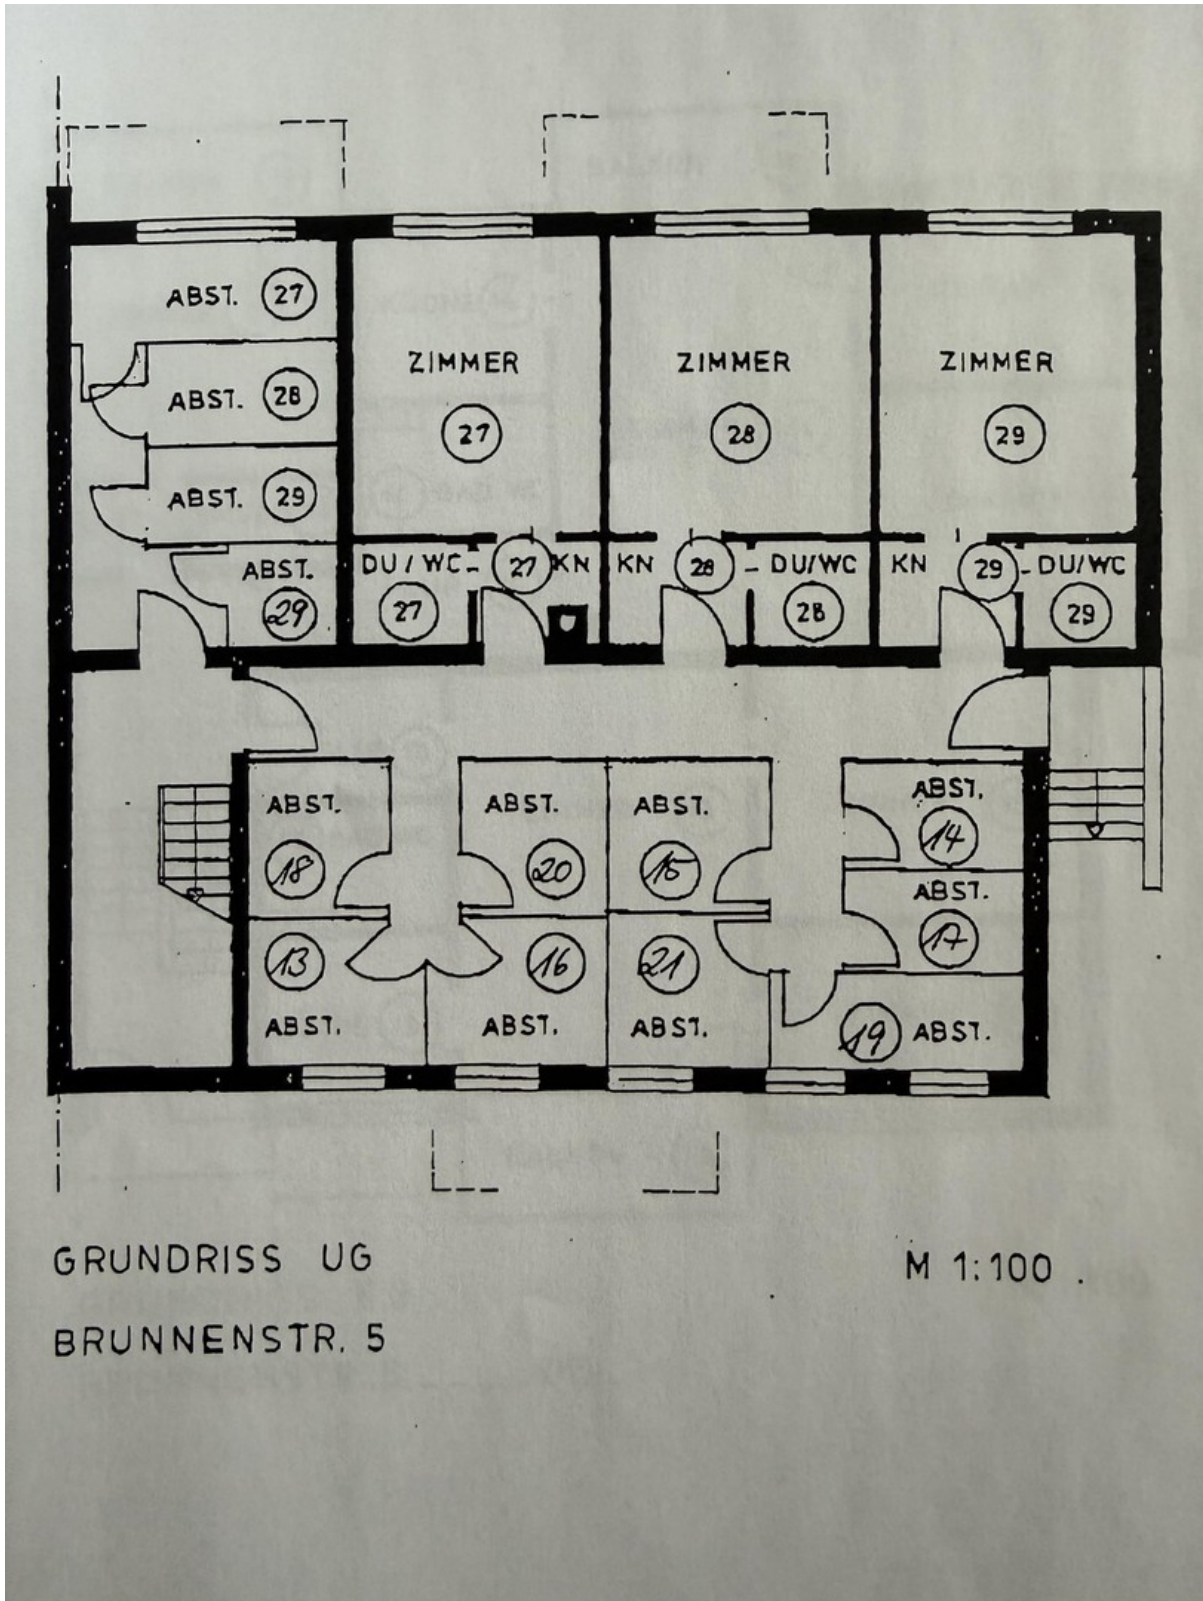 ABST. 27
ZIMMER
ZIMMER
ZIMMER
ABST. 28
27
28
29
ABST. 29
ABST.
29
DU/WC
27
27
KN
KN
28
DU/WC
28
KN
29
DU/WC
29
ABST.
18
ABST.
20
ABST.
15
ABST.
14
ABST.
17
13
ABST.
16
ABST.
21
ABST.
19 ABST.
GRUNDRISS UG
M 1:100
BRUNNENSTR. 5